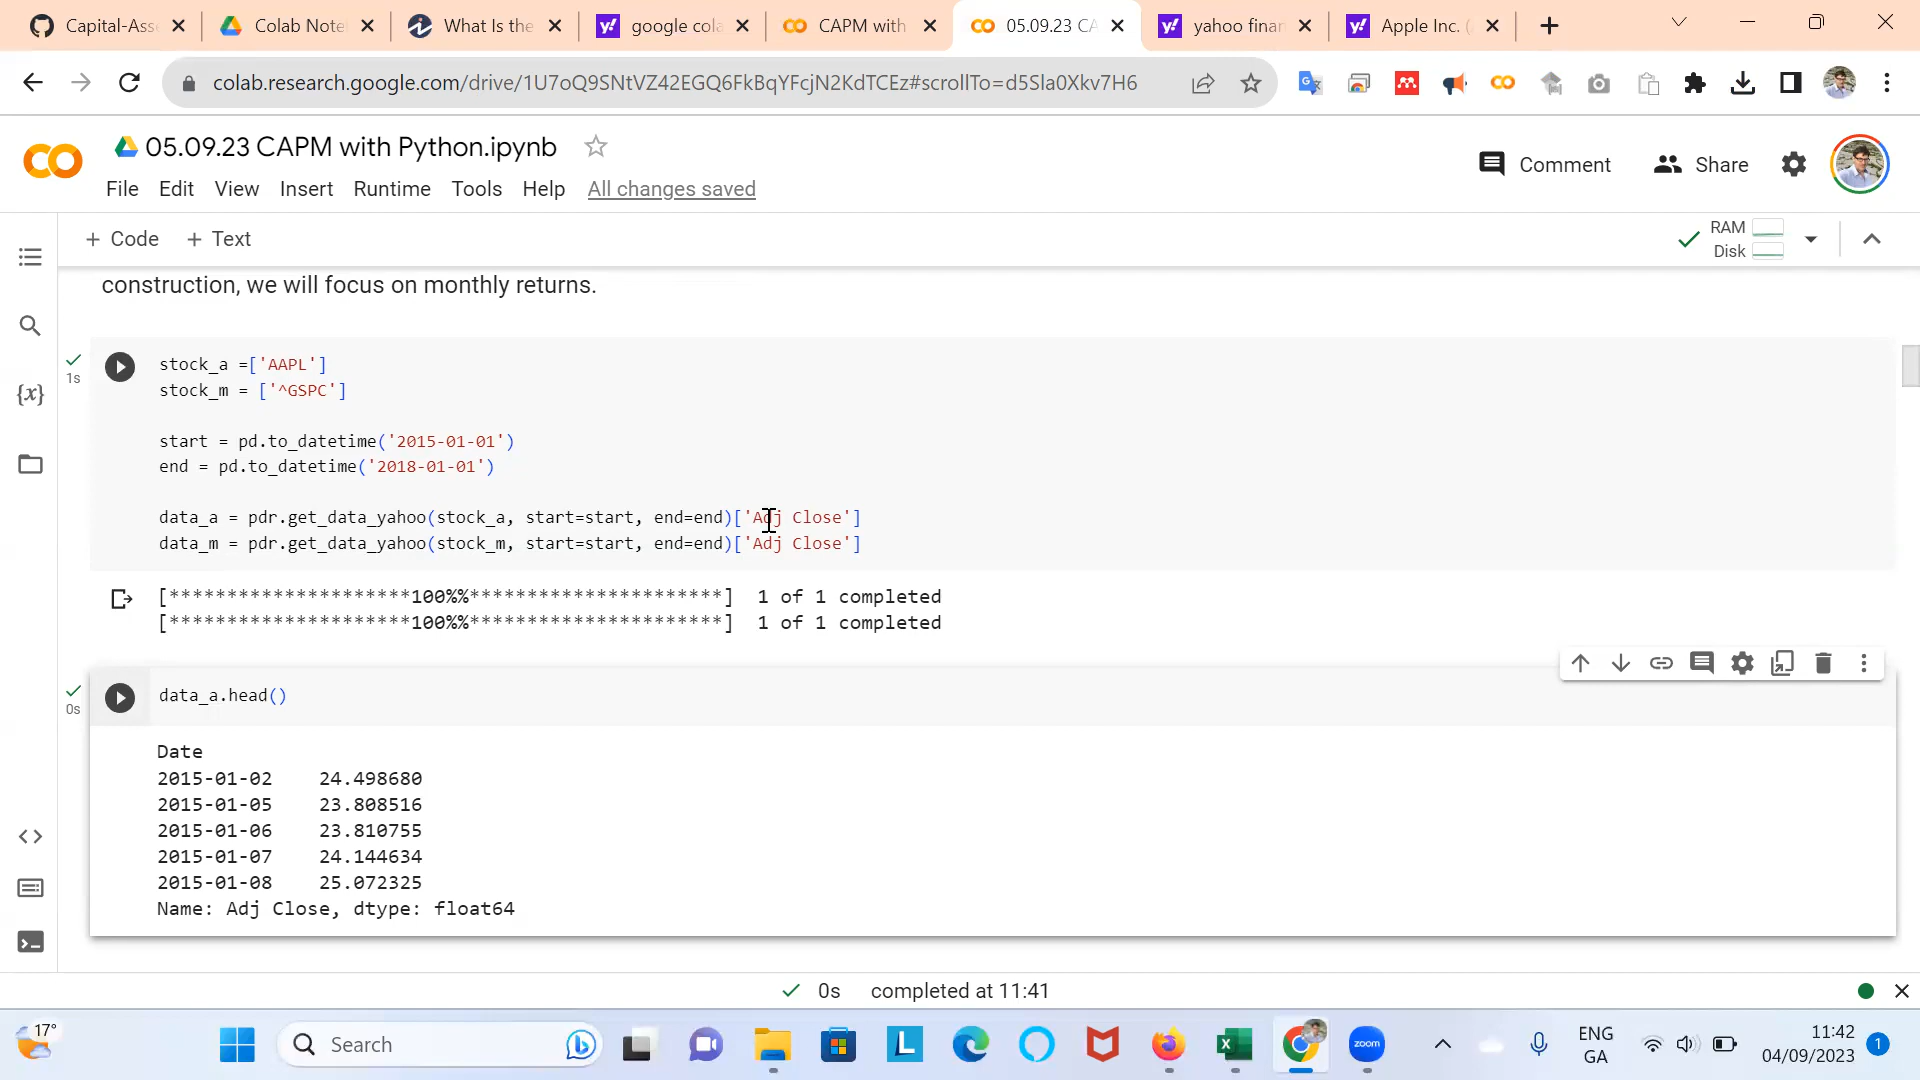 Capital-Ass
Colab Note
What Is the
google cola
CAPM with
05.09.23 CA
yahoo finan
Apple Inc. (
colab.research.google.com/drive/1U7oQ9SNtVZ42EGQ6FkBqYFcjN2KdTCEz#scrollTo=d5Sla0Xkv7H6
05.09.23 CAPM with Python.ipynb
Comment
Share
File Edit View Insert Runtime Tools Help All changes saved
+ Code + Text
RAM
Disk
construction, we will focus on monthly returns.
1s
stock_a =['AAPL']
stock_m = ['^GSPC']
start = pd.to_datetime('2015-01-01')
end = pd.to_datetime('2018-01-01')
data_a = pdr.get_data_yahoo(stock_a, start=start, end=end)['Adj Close']
data_m = pdr.get_data_yahoo(stock_m, start=start, end=end)['Adj Close']
[*********************100%%**********************]  1 of 1 completed
[*********************100%%**********************]  1 of 1 completed
0s
data_a.head()
Date
2015-01-02    24.498680
2015-01-05    23.808516
2015-01-06    23.810755
2015-01-07    24.144634
2015-01-08    25.072325
Name: Adj Close, dtype: float64
0s completed at 11:41
17°
Search
L
zoom
ENG
GA
11:42
04/09/2023
1